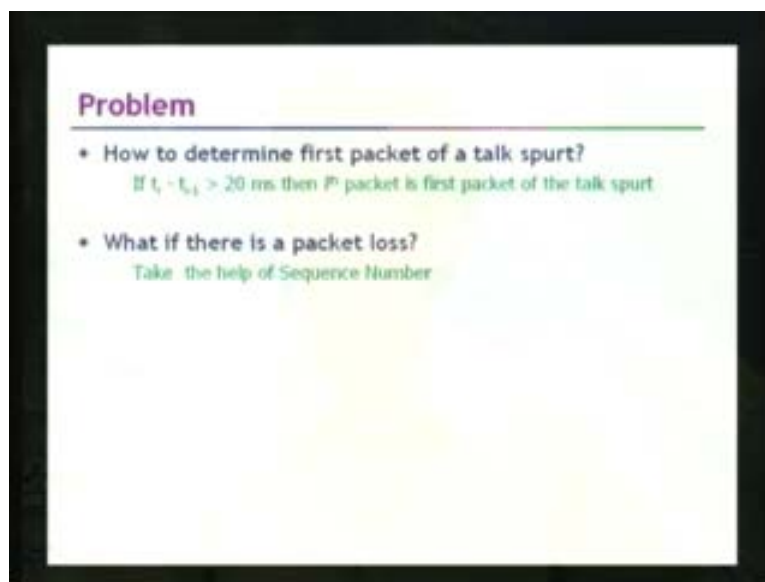 Problem
• How to determine first packet of a talk spurt?
If tᵢ - tᵢ₋₁ > 20 ms then iᵗʰ packet is first packet of the talk spurt
• What if there is a packet loss?
Take the help of Sequence Number